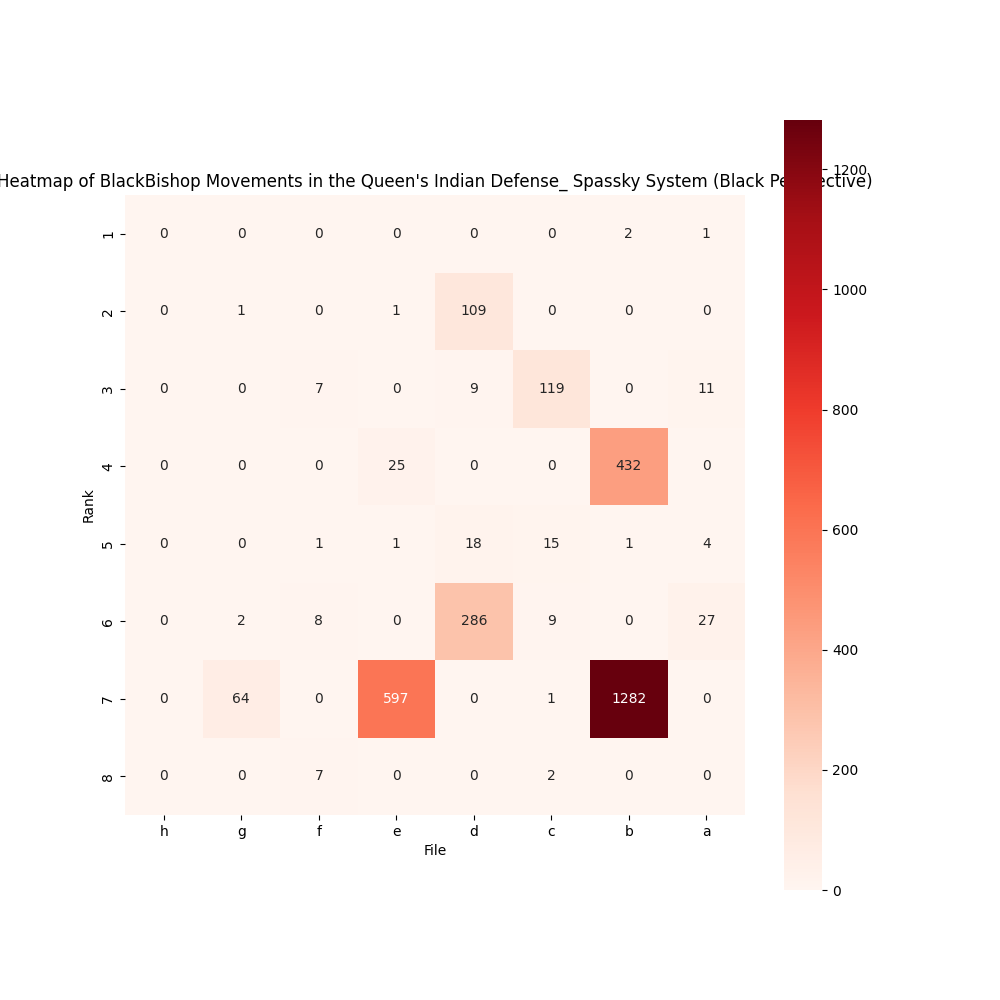 Heatmap of BlackBishop Movements in the Queen's Indian Defense_ Spassky System (Black
1 0 0 0 0 0 0 2 1
2 0 1 0 1 109 0 0 0
3 0 0 7 0 9 119 0 11
4 0 0 0 25 0 0 432 0
5 0 0 1 1 18 15 1 4
6 0 2 8 0 286 9 0 27
7 0 64 0 597 0 1 1282 0
8 0 0 7 0 0 2 0 0
h g f e d c b a
File
Rank
1200
1000
800
600
400
200
0